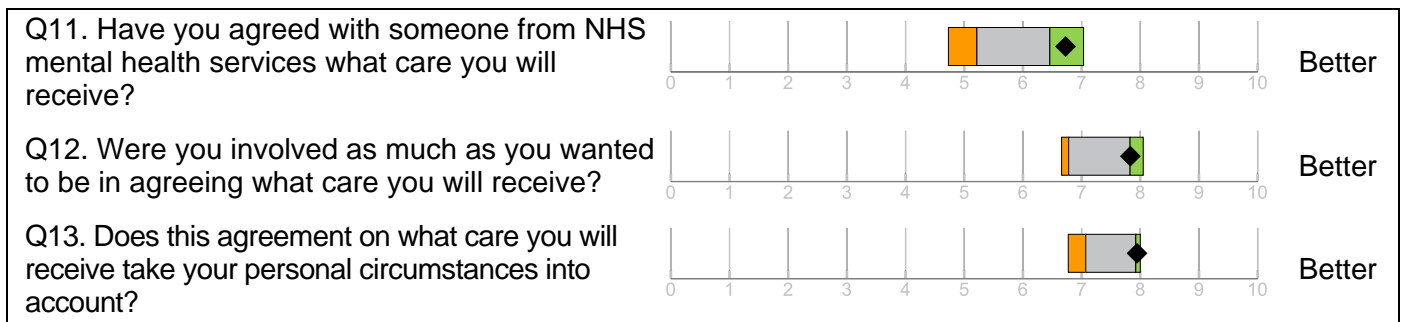 Q11. Have you agreed with someone from NHS
mental health services what care you will
receive?
0 1 2 3 4 5 6 7 8 9 10
Better
Q12. Were you involved as much as you wanted
to be in agreeing what care you will receive?
0 1 2 3 4 5 6 7 8 9 10
Better
Q13. Does this agreement on what care you will
receive take your personal circumstances into
account?
0 1 2 3 4 5 6 7 8 9 10
Better